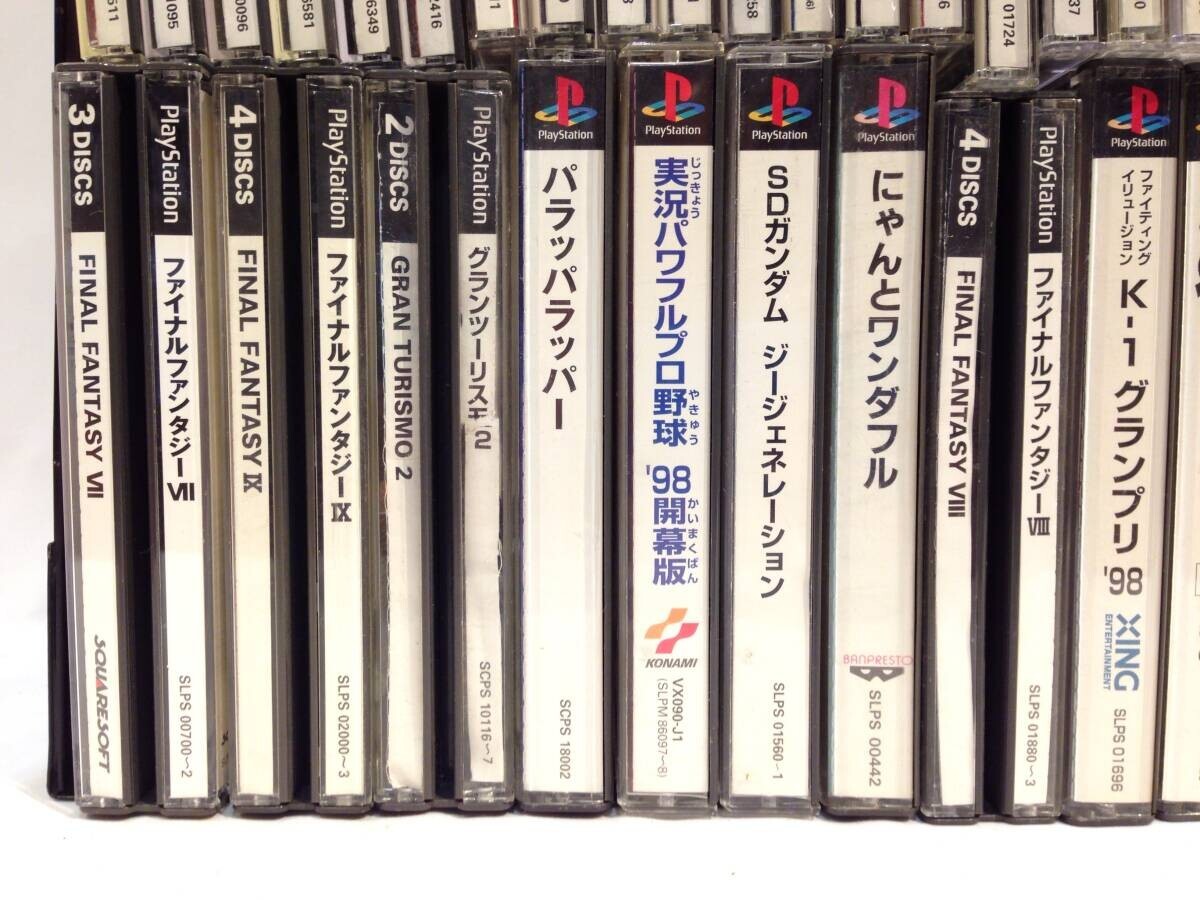 511
1095
0096
6581
6349
2416
58
01724
37
3 DISCS
FINAL FANTASY VII
SQUARESOFT
PlayStation
ファイナルファンタジーVII
SLPS 00700~2
4 DISCS
FINAL FANTASY IX
PlayStation
ファイナルファンタジーIX
SLPS 02000~3
2 DISCS
GRAN TURISMO 2
PlayStation
グランツーリスモ2
SCPS 10116~7
PlayStation
パラッパラッパー
SCPS 18002
PlayStation
じっきょう やきゅう かいまくばん
実況パワフルプロ野球 '98開幕版
KONAMI
VX090-J1
(SLPM 86097~8)
PlayStation
SDガンダム ジージェネレーション
SLPS 01560~1
PlayStation
にゃんとワンダフル
BANPRESTO
SLPS 00442
4 DISCS
FINAL FANTASY VIII
PlayStation
ファイナルファンタジーVIII
SLPS 01880~3
PlayStation
ファイティング
イリュージョン
K-1 グランプリ '98
XING
ENTERTAINMENT
SLPS 01696